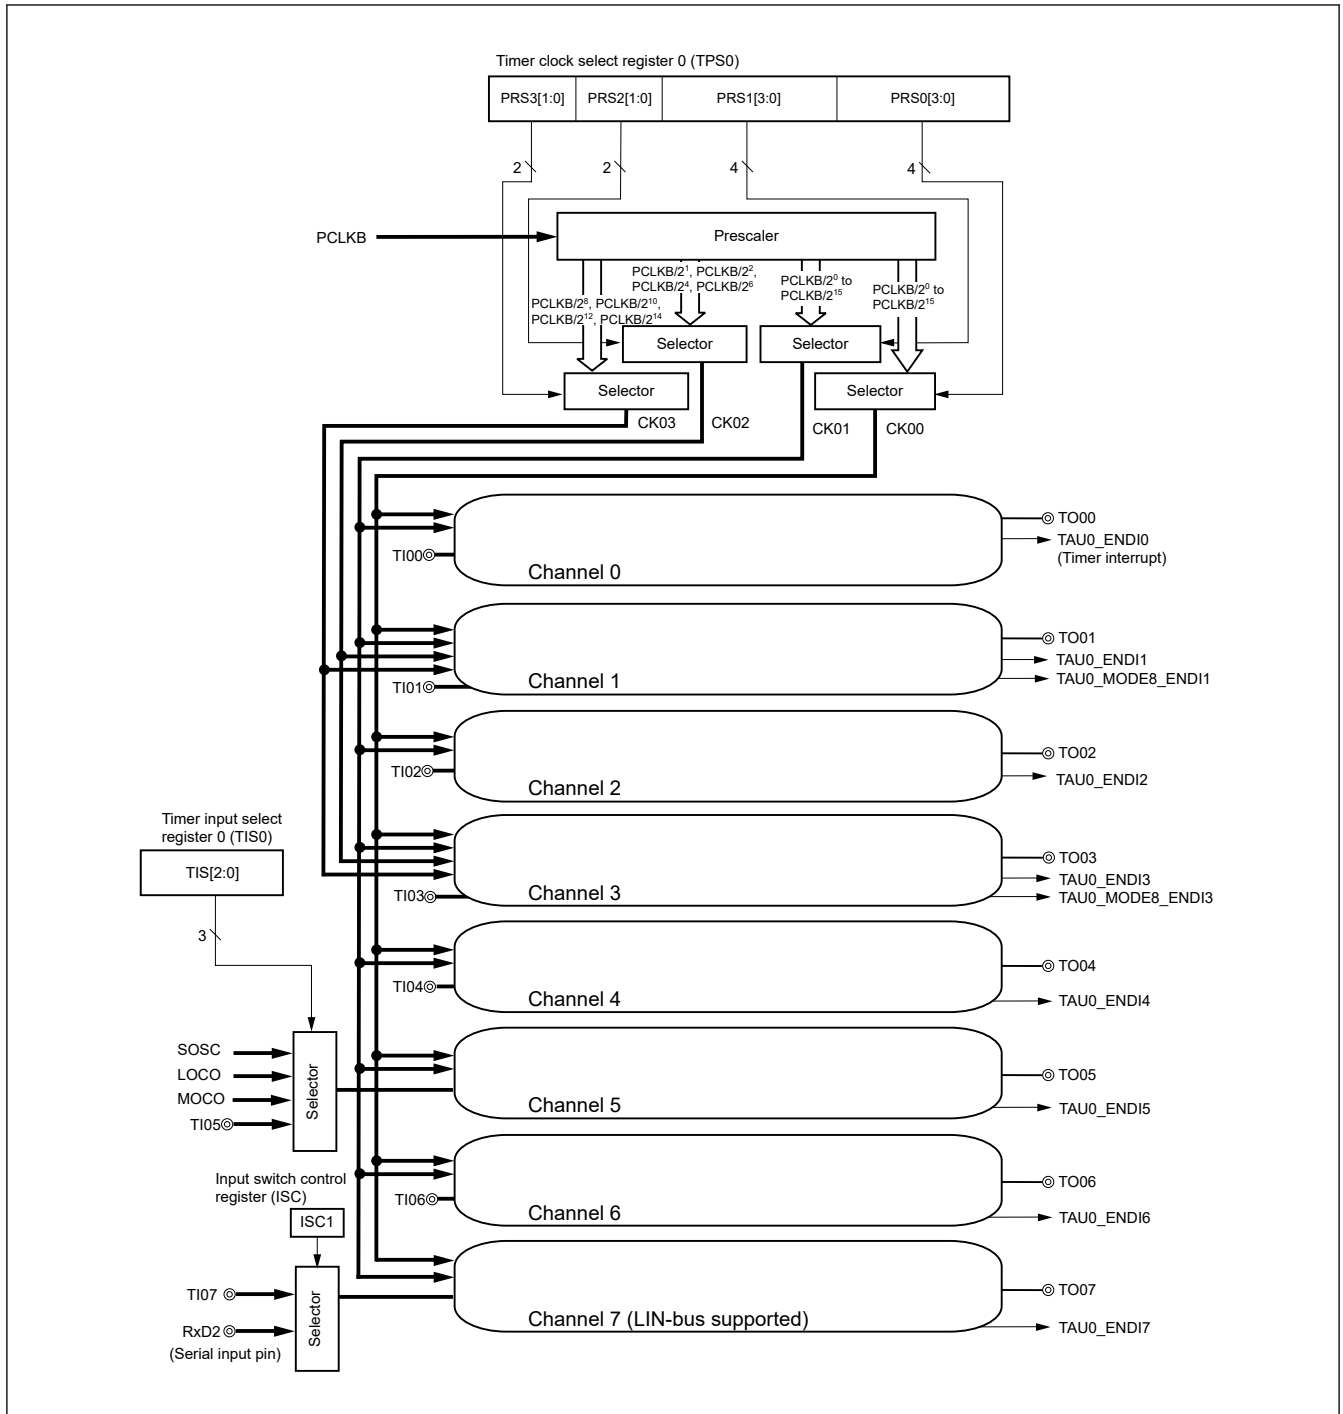 Timer clock select register 0 (TPS0)
PRS3[1:0] PRS2[1:0] PRS1[3:0] PRS0[3:0]
2 2 4 4
PCLKB
Prescaler
PCLKB/2¹, PCLKB/2²,
PCLKB/2⁴, PCLKB/2⁶
PCLKB/2⁰ to
PCLKB/2¹⁵
PCLKB/2⁰ to
PCLKB/2¹⁵
PCLKB/2⁸, PCLKB/2¹⁰,
PCLKB/2¹², PCLKB/2¹⁴
Selector
Selector
Selector
Selector
CK03 CK02 CK01 CK00
TI00
Channel 0
TO00
TAU0_ENDI0
(Timer interrupt)
TI01
Channel 1
TO01
TAU0_ENDI1
TAU0_MODE8_ENDI1
TI02
Channel 2
TO02
TAU0_ENDI2
Timer input select
register 0 (TIS0)
TIS[2:0]
3
TI03
Channel 3
TO03
TAU0_ENDI3
TAU0_MODE8_ENDI3
TI04
Channel 4
TO04
TAU0_ENDI4
SOSC
LOCO
MOCO
TI05
Selector
Channel 5
TO05
TAU0_ENDI5
Input switch control
register (ISC)
ISC1
TI06
Channel 6
TO06
TAU0_ENDI6
TI07
RxD2
(Serial input pin)
Selector
Channel 7 (LIN-bus supported)
TO07
TAU0_ENDI7